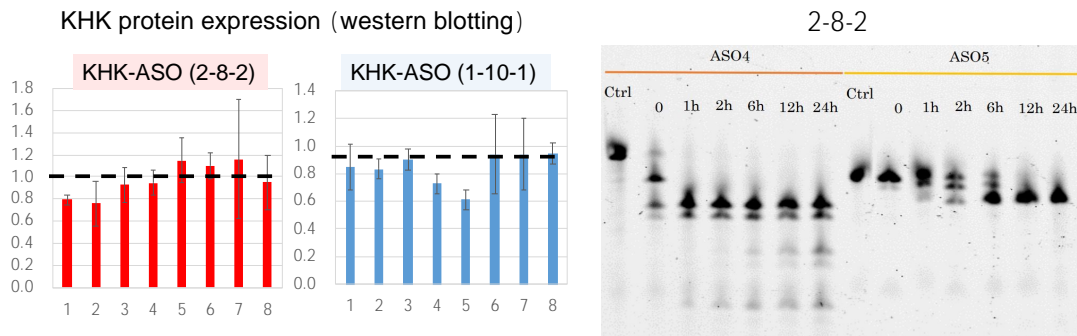 KHK protein expression (western blotting)
KHK-ASO (2-8-2)
1.8
1.6
1.4
1.2
1.0
0.8
0.6
0.4
0.2
0.0
1 2 3 4 5 6 7 8
KHK-ASO (1-10-1)
1.4
1.2
1.0
0.8
0.6
0.4
0.2
0.0
1 2 3 4 5 6 7 8
2-8-2
ASO4 ASO5
Ctrl 0 1h 2h 6h 12h 24h Ctrl 0 1h 2h 6h 12h 24h